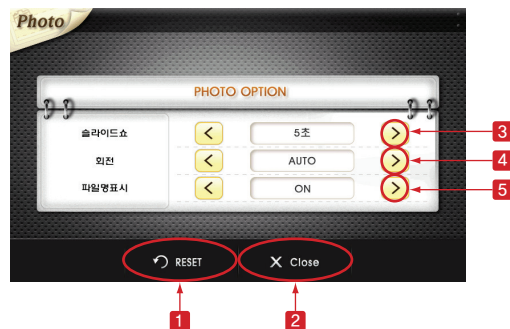 Photo
PHOTO OPTION
슬라이드쇼 5초 3
회전 AUTO 4
파일명표시 ON 5
RESET X Close
1 2